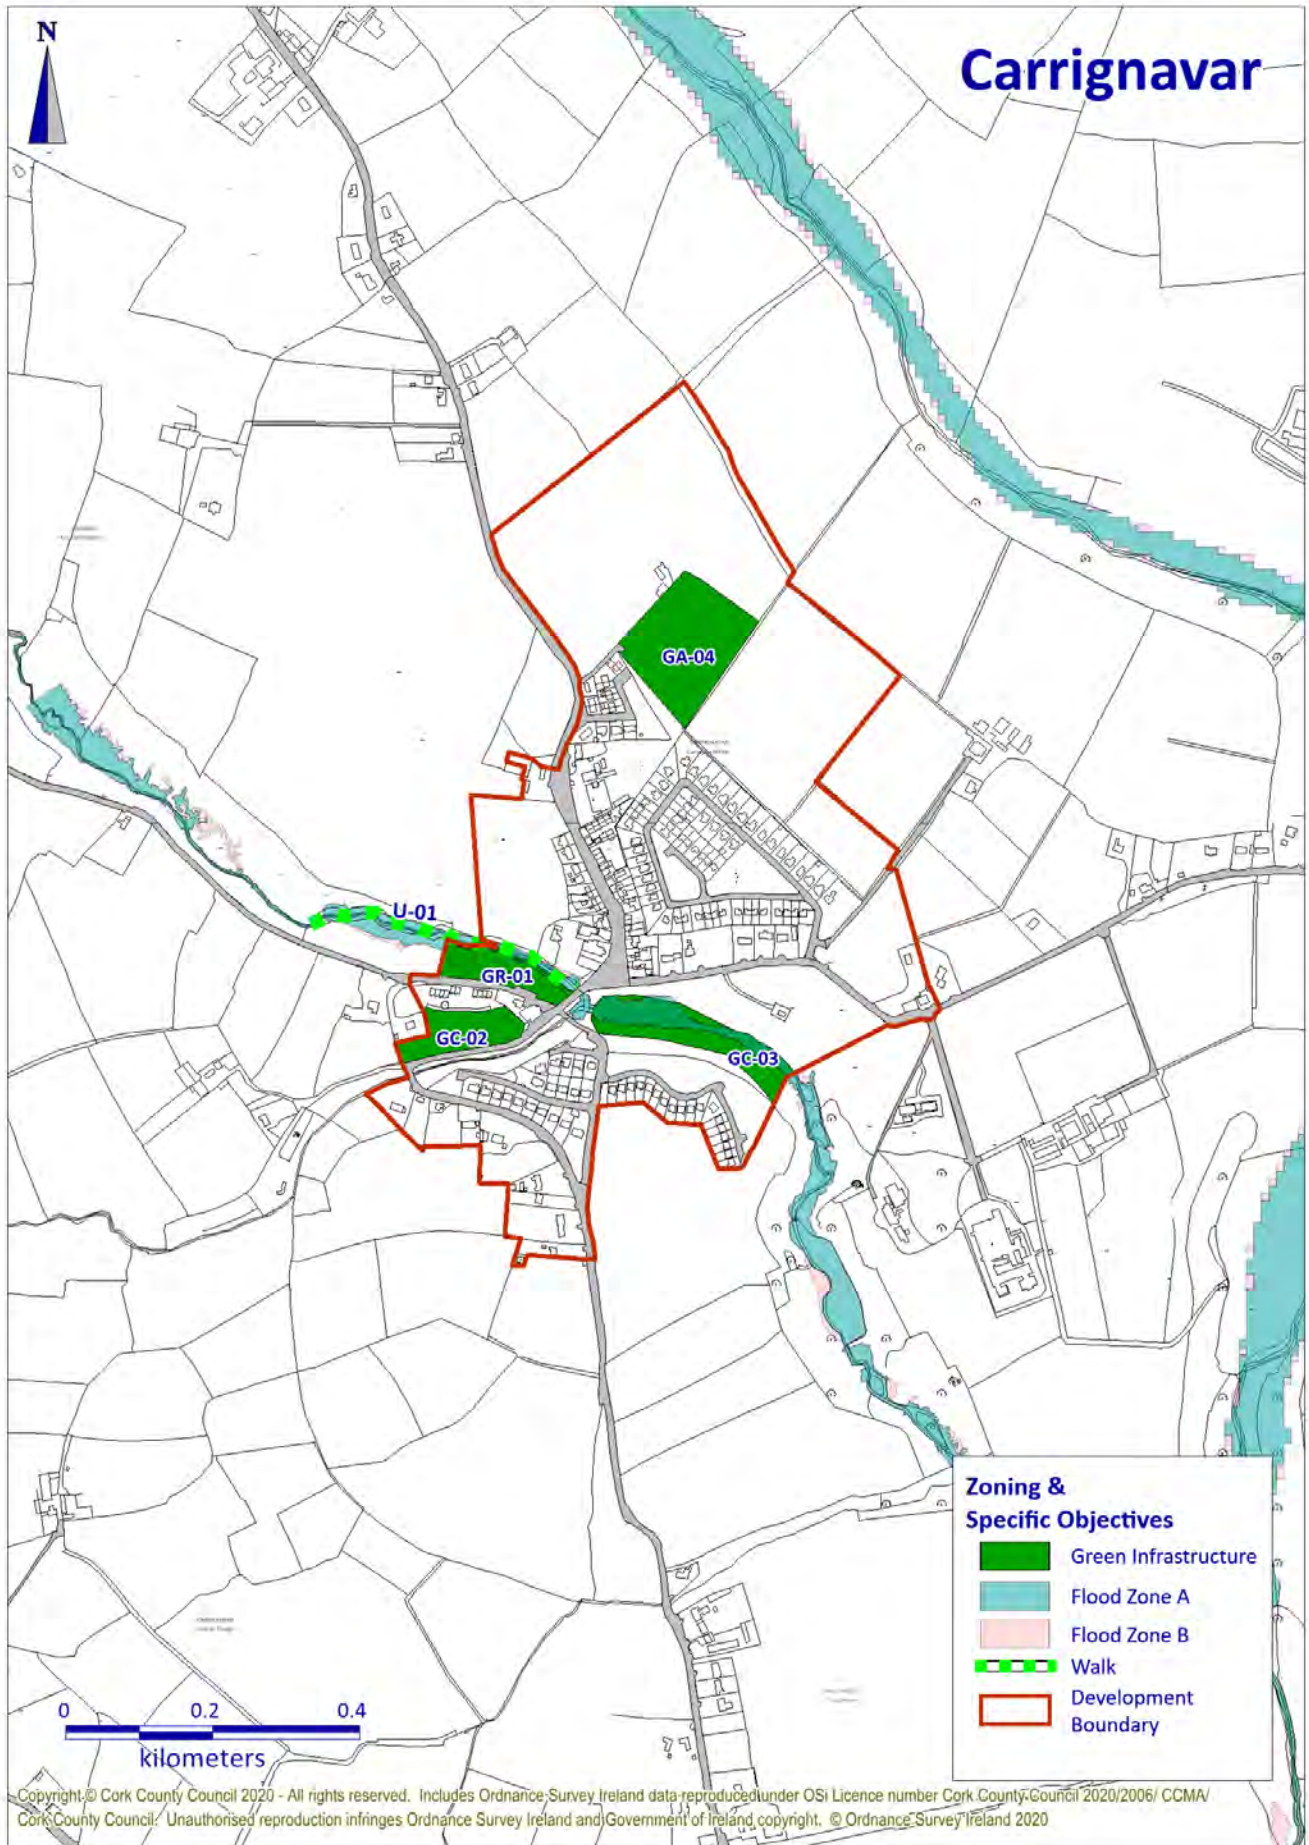 N
Carrignavar
GA-04
U-01
GR-01
GC-02
GC-03
Zoning &
Specific Objectives
Green Infrastructure
Flood Zone A
Flood Zone B
Walk
Development
Boundary
0 0.2 0.4
kilometers
Copyright © Cork County Council 2020 - All rights reserved. Includes Ordnance Survey Ireland data reproduced under OSi Licence number Cork County Council 2020/2006/ CCMA/
Cork County Council. Unauthorised reproduction infringes Ordnance Survey Ireland and Government of Ireland copyright. © Ordnance Survey Ireland 2020